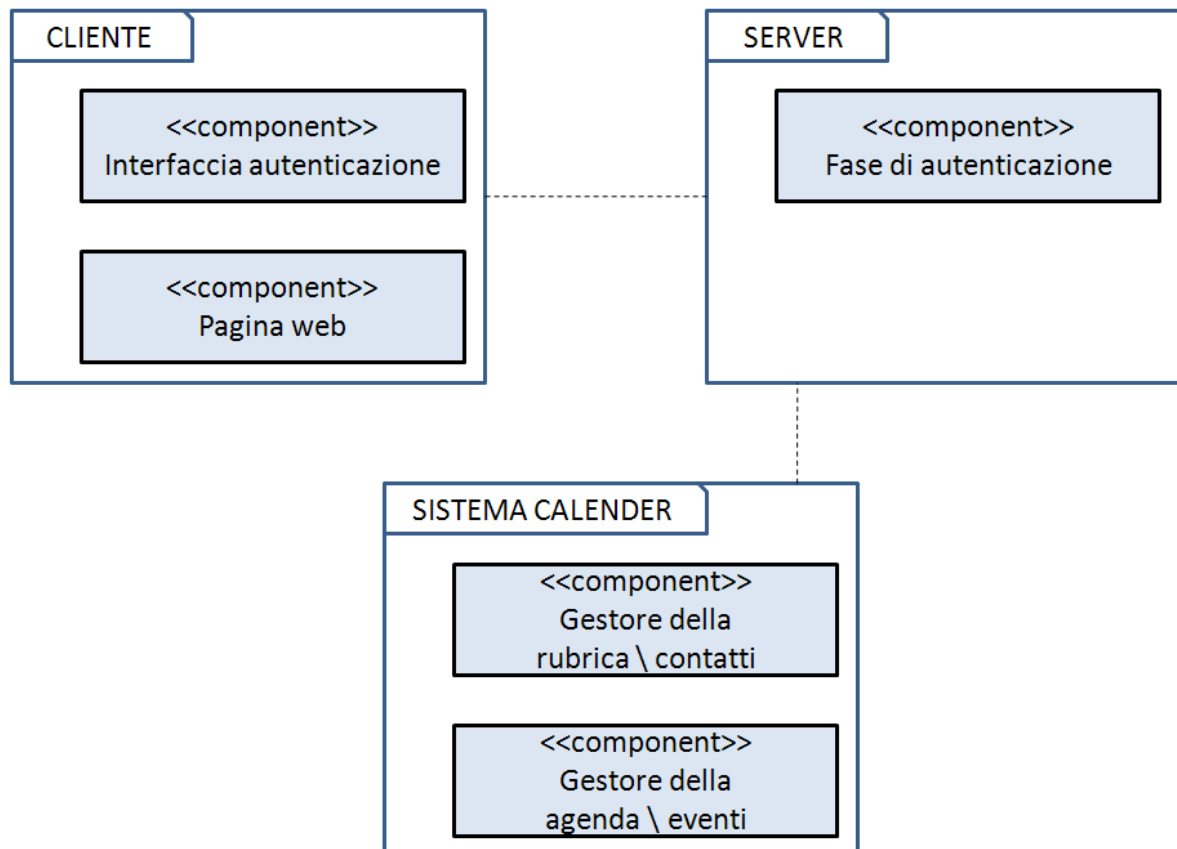 CLIENTE
<<component>>
Interfaccia autenticazione
<<component>>
Pagina web
SERVER
<<component>>
Fase di autenticazione
SISTEMA CALENDER
<<component>>
Gestore della
rubrica \ contatti
<<component>>
Gestore della
agenda \ eventi